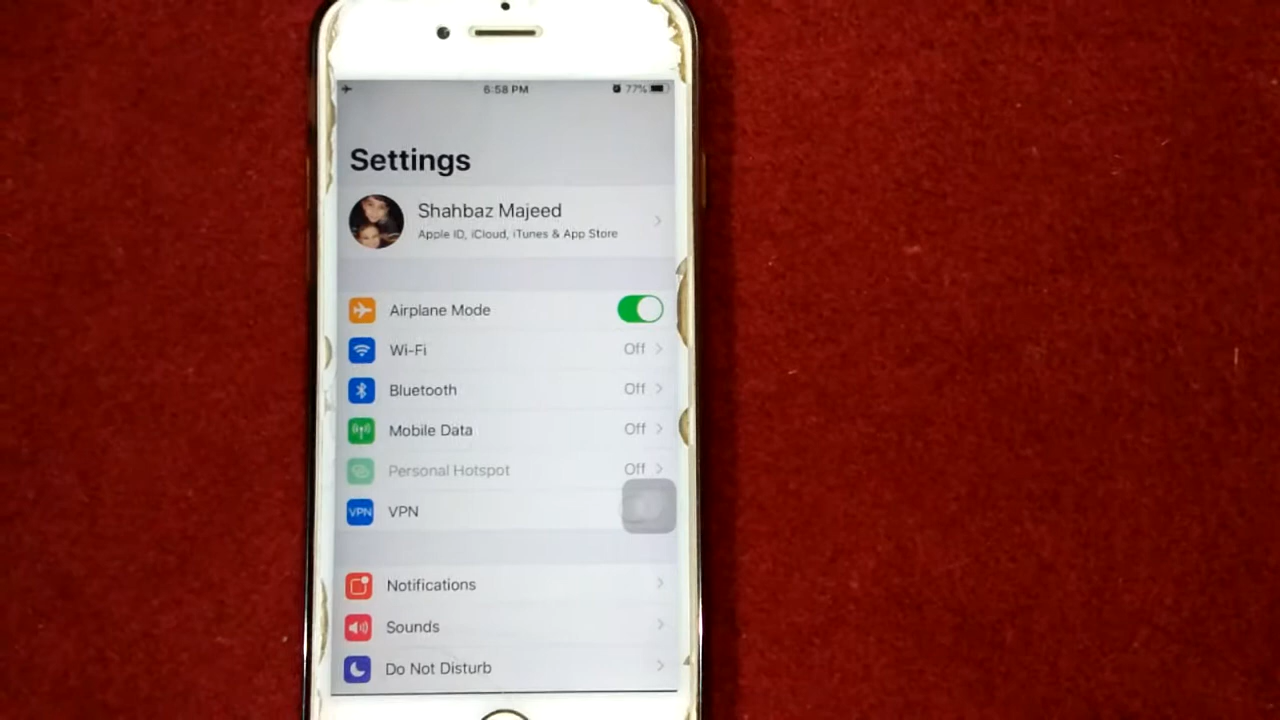 6:58 PM 77%
Settings
Shahbaz Majeed
Apple ID, iCloud, iTunes & App Store
Airplane Mode
Wi-Fi Off
Bluetooth Off
Mobile Data Off
Personal Hotspot Off
VPN VPN
Notifications
Sounds
Do Not Disturb